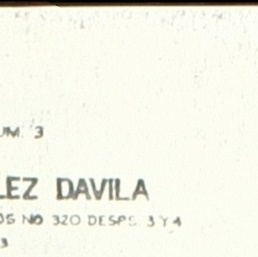 UM. 3
LEZ DAVILA
OS NO 320 DESPS. 3 Y 4
3